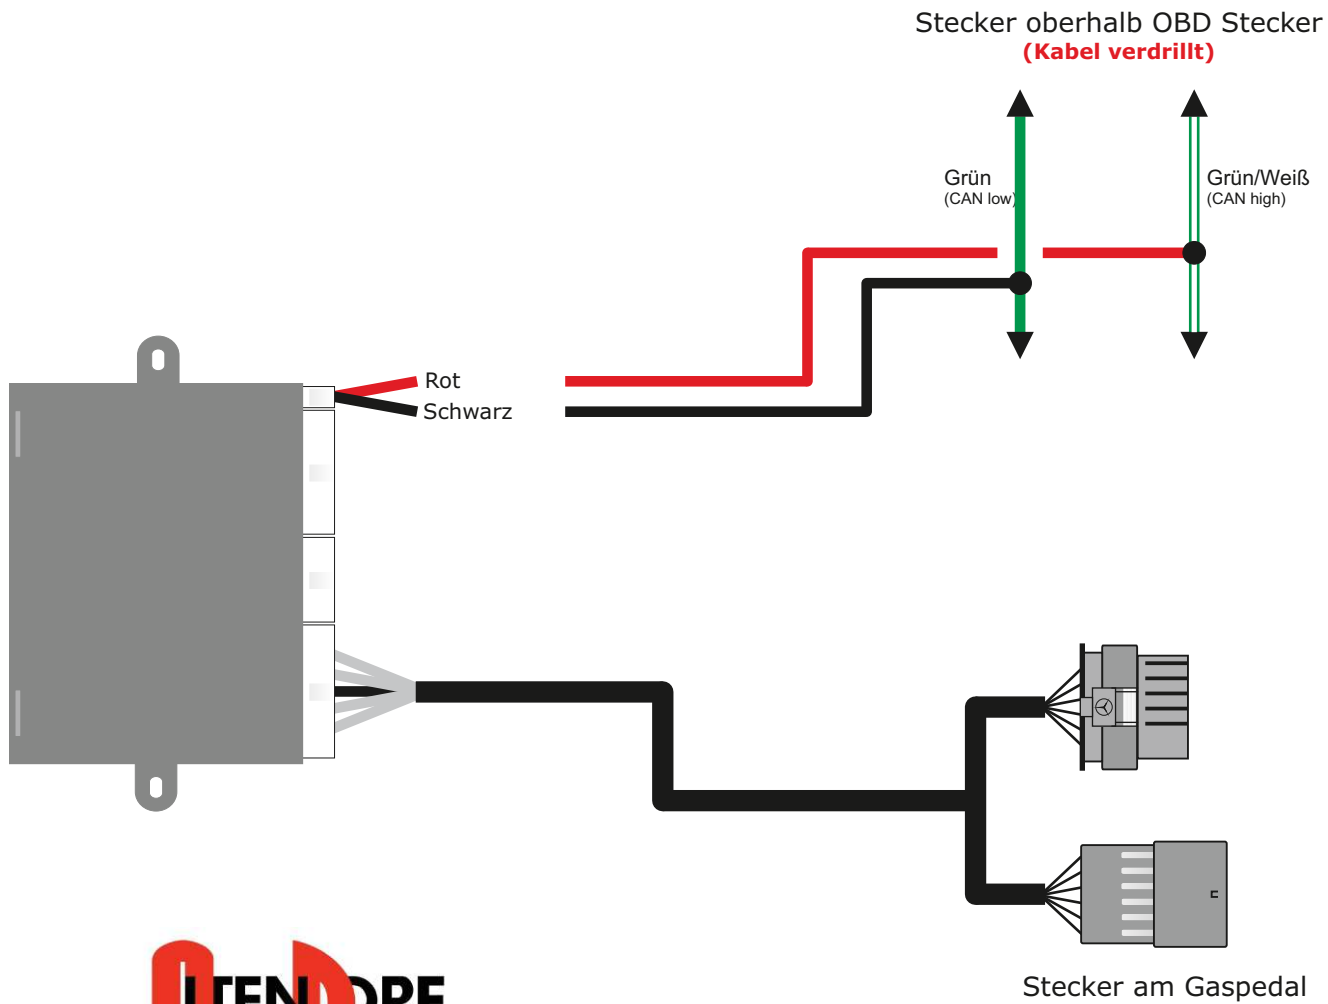 Stecker oberhalb OBD Stecker
(Kabel verdrillt)
Grün
(CAN low)
Grün/Weiß
(CAN high)
Rot
Schwarz
Stecker am Gaspedal